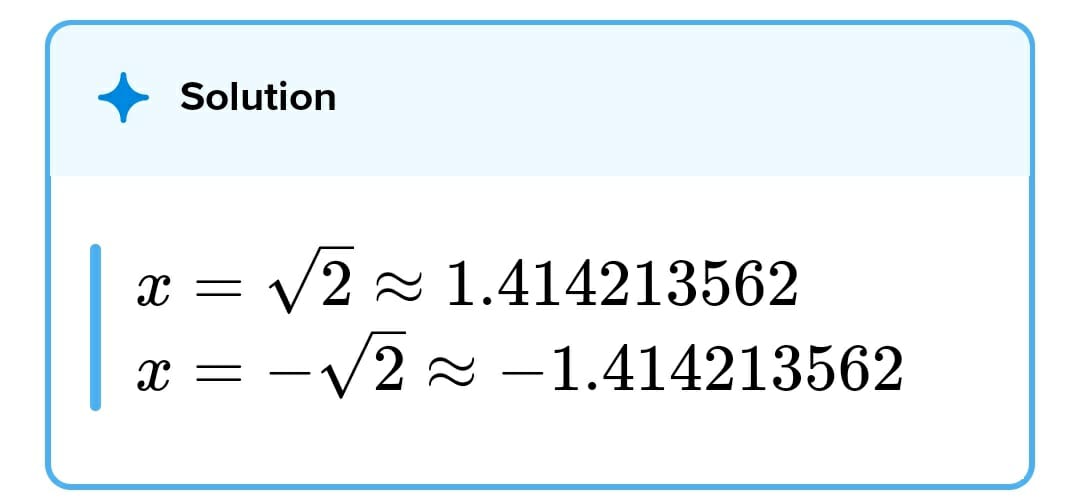 Solution
x = √2 ≈ 1.414213562
x = −√2 ≈ −1.414213562